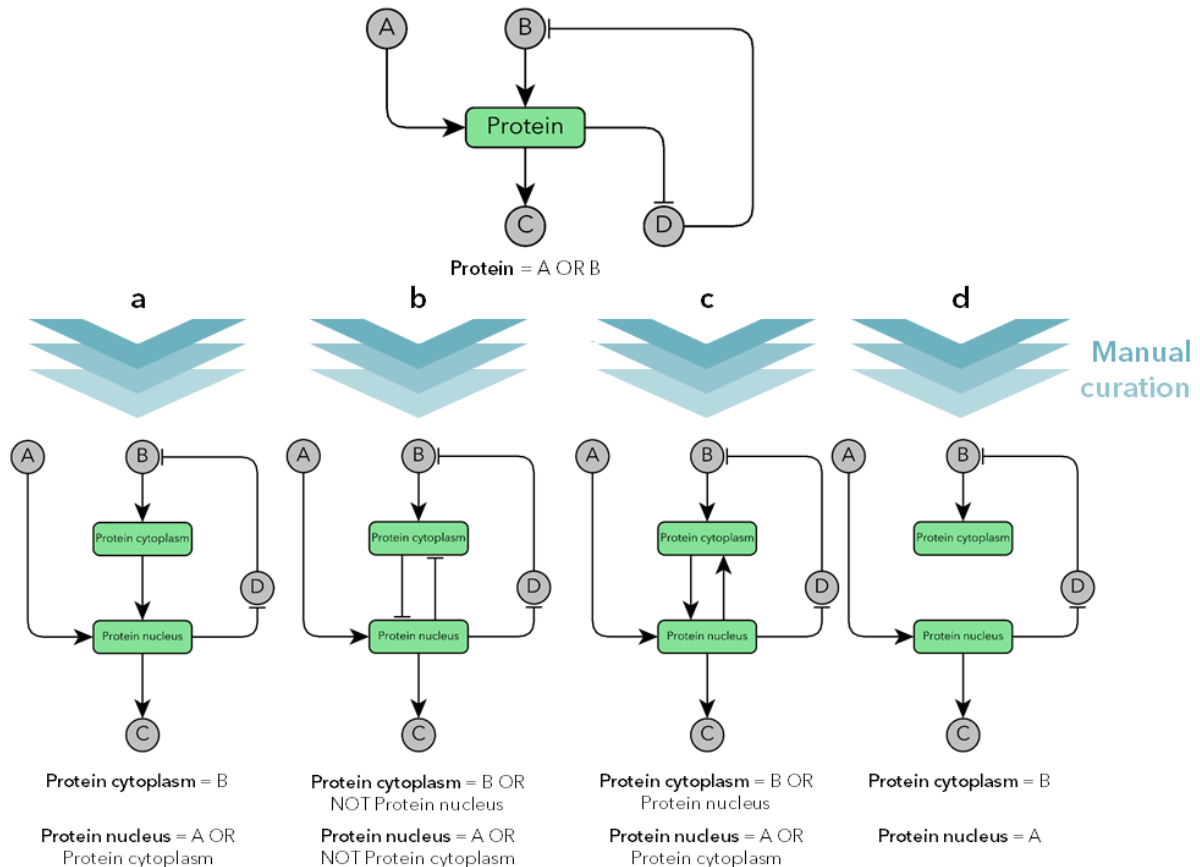 A
B
Protein
C
D
Protein = A OR B
a
b
c
d
Manual
curation
A
B
Protein cytoplasm
D
Protein nucleus
C
Protein cytoplasm = B
Protein nucleus = A OR
Protein cytoplasm
A
B
Protein cytoplasm
D
Protein nucleus
C
Protein cytoplasm = B OR
NOT Protein nucleus
Protein nucleus = A OR
NOT Protein cytoplasm
A
B
Protein cytoplasm
D
Protein nucleus
C
Protein cytoplasm = B OR
Protein nucleus
Protein nucleus = A OR
Protein cytoplasm
A
B
Protein cytoplasm
D
Protein nucleus
C
Protein cytoplasm = B
Protein nucleus = A